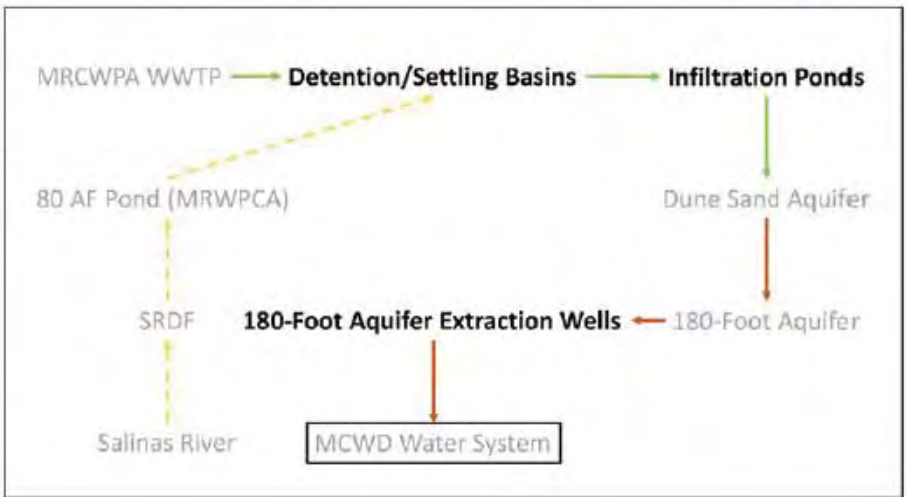 MRCWPA WWTP
Detention/Settling Basins
Infiltration Ponds
80 AF Pond (MRWPCA)
Dune Sand Aquifer
SRDF
180-Foot Aquifer Extraction Wells
180-Foot Aquifer
Salinas River
MCWD Water System